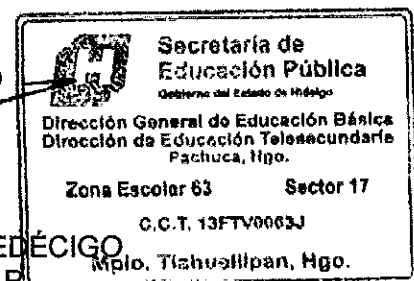 Secretaría de
Educación Pública
Gobierno del Estado de Hidalgo
Dirección General de Educación Básica
Dirección de Educación Telesecundaria
Pachuca, Hgo.
Zona Escolar 63 Sector 17
C.C.T. 13FTV0063J
EDÉCIGO
Mpio. Tlahuelilpan, Hgo.